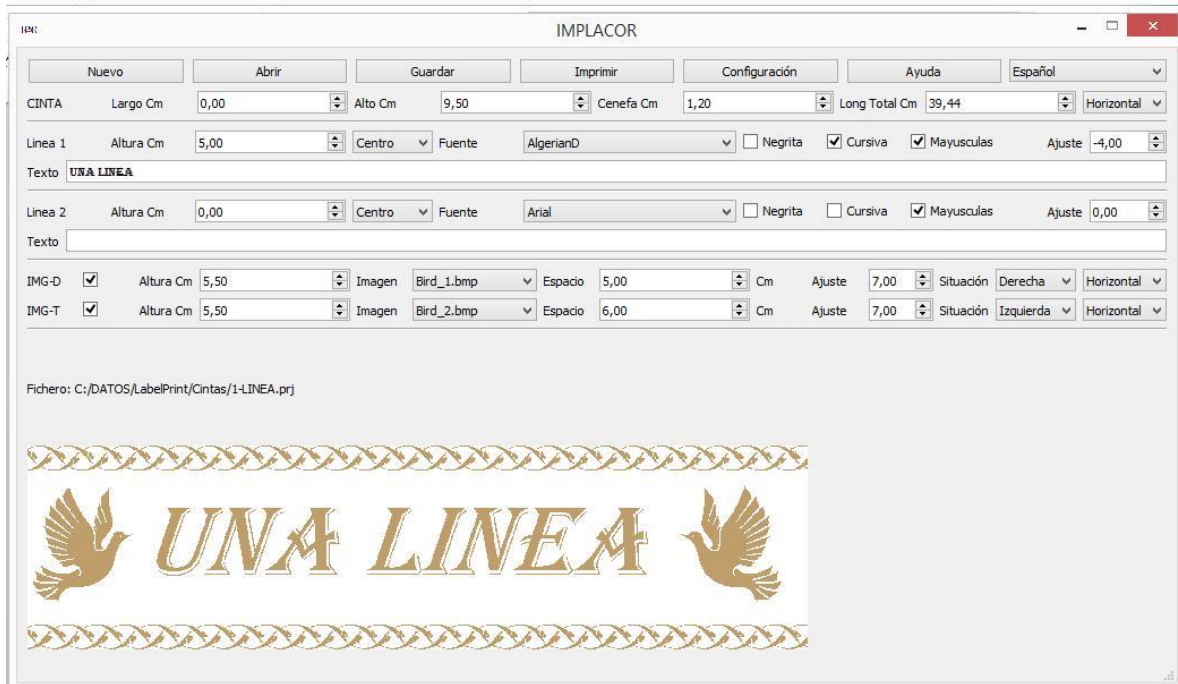 IMPLACOR
Nuevo Abrir Guardar Imprimir Configuración Ayuda Español
CINTA Largo Cm 0,00 Alto Cm 9,50 Cenefa Cm 1,20 Long Total Cm 39,44 Horizontal
Linea 1 Altura Cm 5,00 Centro Fuente AlgerianD Negrita Cursiva Mayusculas Ajuste -4,00
Texto UNA LINEA
Linea 2 Altura Cm 0,00 Centro Fuente Arial Negrita Cursiva Mayusculas Ajuste 0,00
Texto
IMG-D Altura Cm 5,50 Imagen Bird_1.bmp Espacio 5,00 Cm Ajuste 7,00 Situación Derecha Horizontal
IMG-T Altura Cm 5,50 Imagen Bird_2.bmp Espacio 6,00 Cm Ajuste 7,00 Situación Izquierda Horizontal
Fichero: C:/DATOS/LabelPrint/Cintas/1-LINEA.prj
UNA LINEA